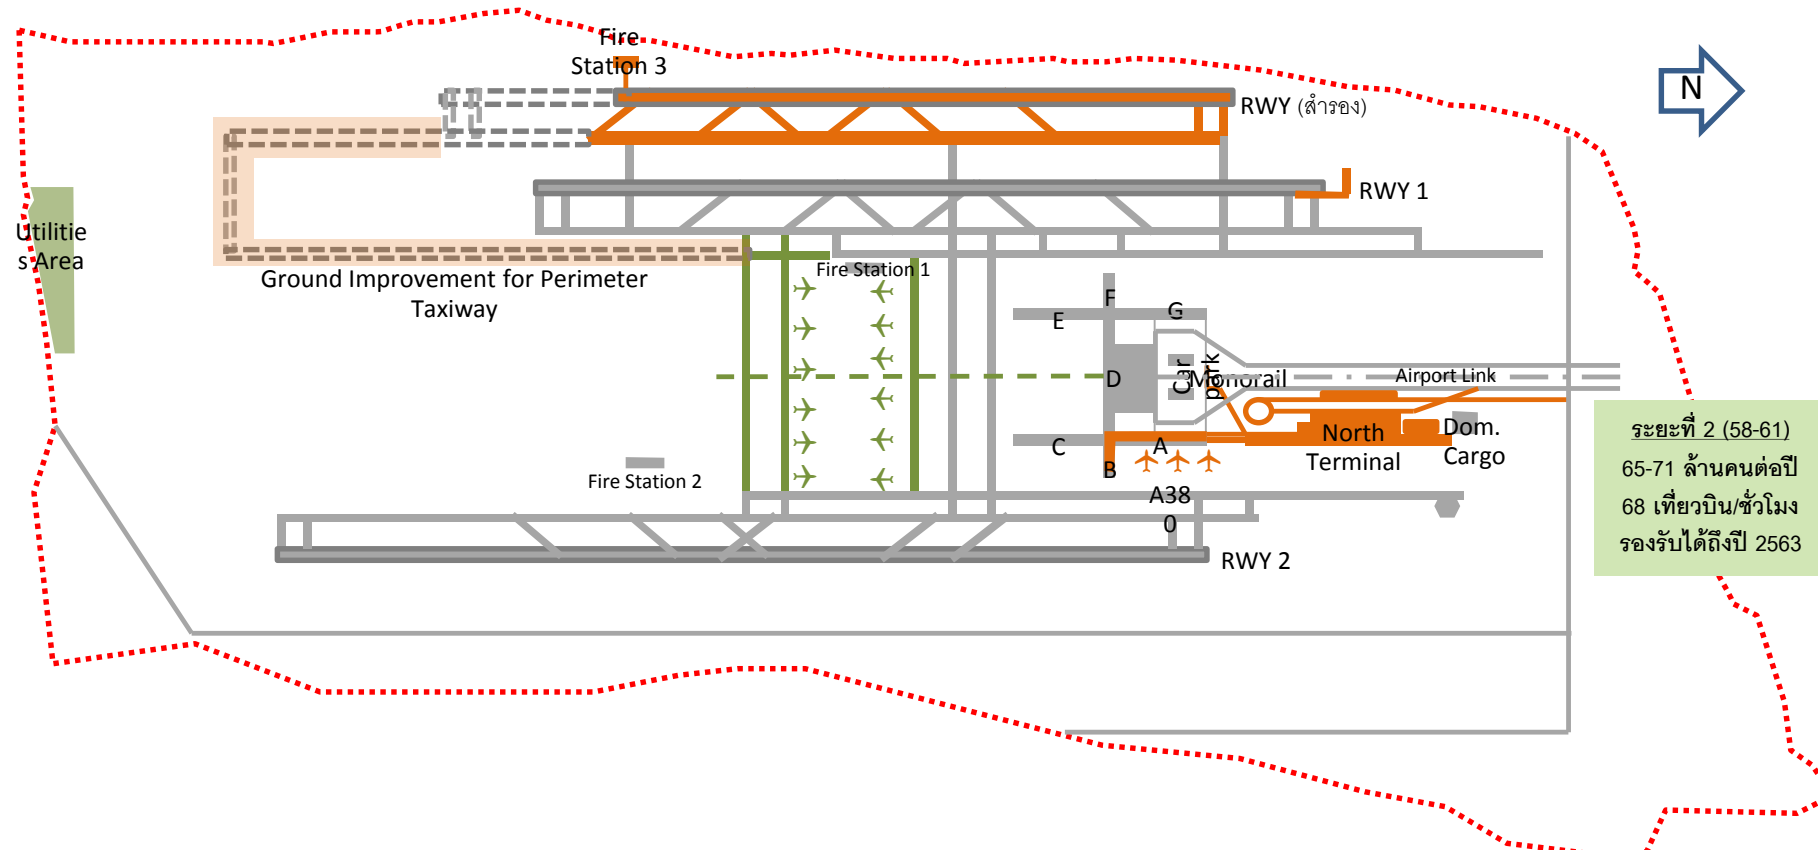 Fire
Station 3
N
RWY (สำรอง)
RWY 1
Utilitie
s Area
Ground Improvement for Perimeter
Taxiway
Fire Station 1
F
E
G
D
Car
park
Monorail
Airport Link
C
A
B
North
Terminal
Dom.
Cargo
A38
0
Fire Station 2
RWY 2
ระยะที่ 2 (58-61)
65-71 ล้านคนต่อปี
68 เที่ยวบิน/ชั่วโมง
รองรับได้ถึงปี 2563